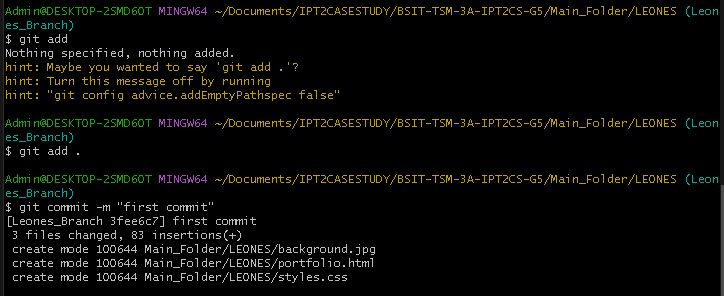 Admin@DESKTOP-2SMD6OT MINGW64 ~/Documents/IPT2CASESTUDY/BSIT-TSM-3A-IPT2CS-G5/Main_Folder/LEONES (Leon
es_Branch)
$ git add
Nothing specified, nothing added.
hint: Maybe you wanted to say 'git add .'?
hint: Turn this message off by running
hint: "git config advice.addEmptyPathspec false"
Admin@DESKTOP-2SMD6OT MINGW64 ~/Documents/IPT2CASESTUDY/BSIT-TSM-3A-IPT2CS-G5/Main_Folder/LEONES (Leon
es_Branch)
$ git add .
Admin@DESKTOP-2SMD6OT MINGW64 ~/Documents/IPT2CASESTUDY/BSIT-TSM-3A-IPT2CS-G5/Main_Folder/LEONES (Leon
es_Branch)
$ git commit -m "first commit"
[Leones_Branch 3fee6c7] first commit
 3 files changed, 83 insertions(+)
 create mode 100644 Main_Folder/LEONES/background.jpg
 create mode 100644 Main_Folder/LEONES/portfolio.html
 create mode 100644 Main_Folder/LEONES/styles.css